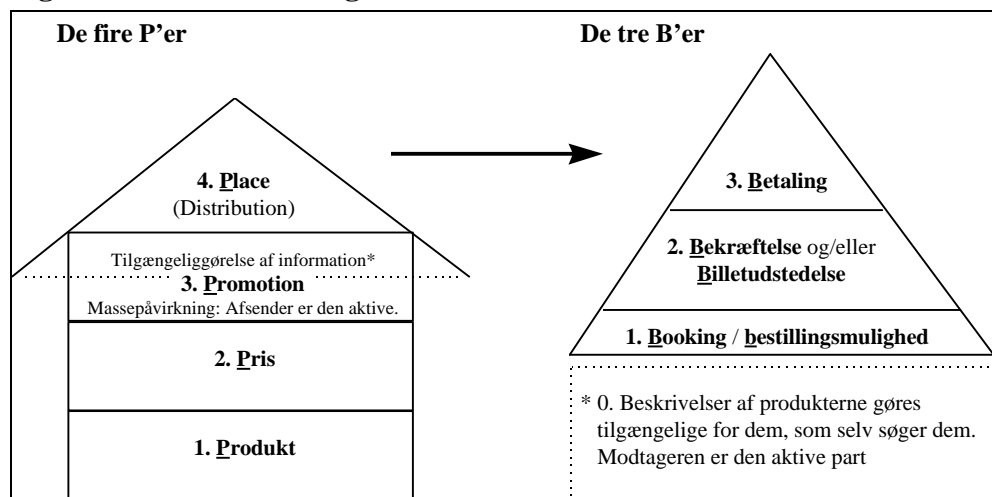 De fire P’er
4. Place
(Distribution)
Tilgængeliggørelse af information*
3. Promotion
Massepåvirkning: Afsender er den aktive.
2. Pris
1. Produkt
De tre B’er
3. Betaling
2. Bekræftelse og/eller
Billetudstedelse
1. Booking / bestillingsmulighed
* 0. Beskrivelser af produkterne gøres
tilgængelige for dem, som selv søger dem.
Modtageren er den aktive part